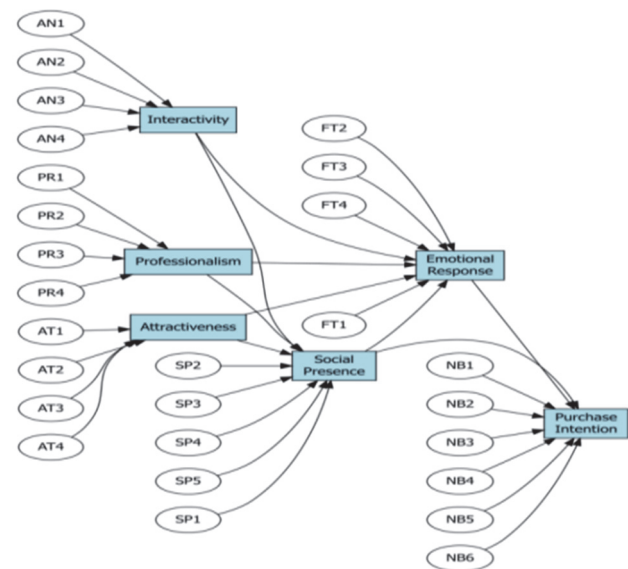 AN1
AN2
AN3
AN4
Interactivity
PR1
PR2
PR3
PR4
Professionalism
AT1
AT2
AT3
AT4
Attractiveness
FT2
FT3
FT4
FT1
Emotional
Response
SP2
SP3
SP4
SP5
SP1
Social
Presence
NB1
NB2
NB3
NB4
NB5
NB6
Purchase
Intention